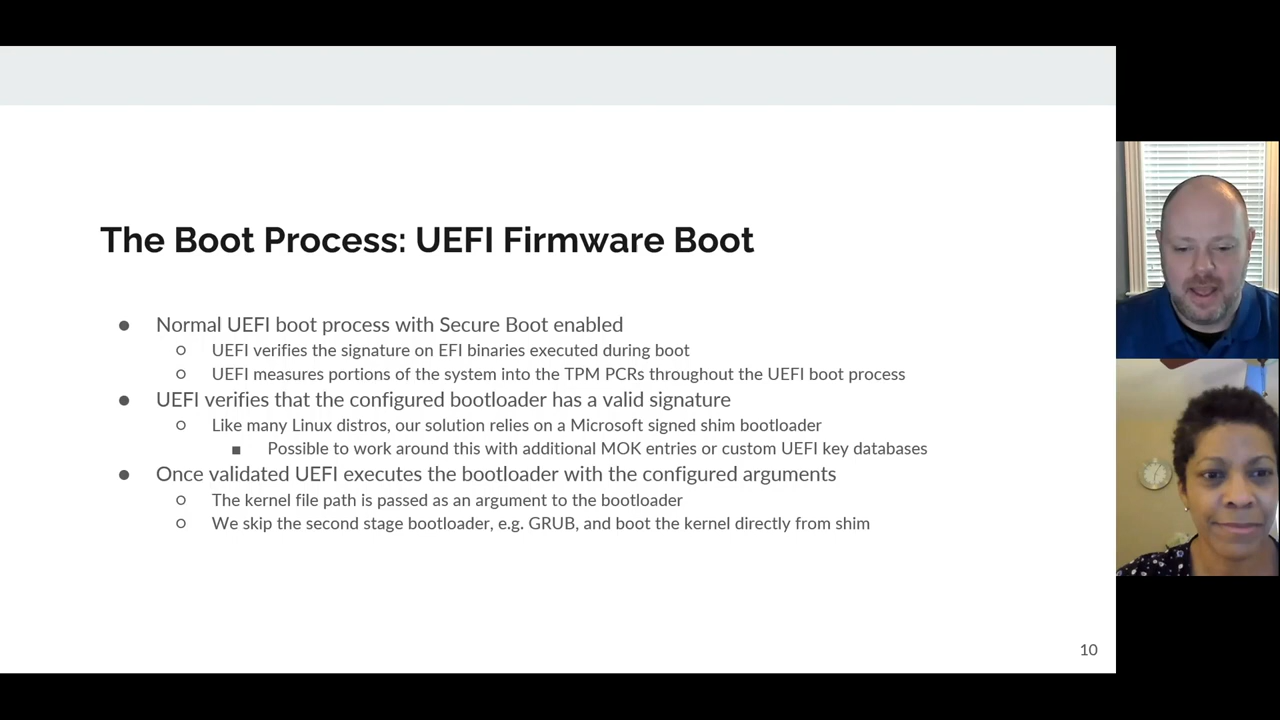 The Boot Process: UEFI Firmware Boot
● Normal UEFI boot process with Secure Boot enabled
○ UEFI verifies the signature on EFI binaries executed during boot
○ UEFI measures portions of the system into the TPM PCRs throughout the UEFI boot process
● UEFI verifies that the configured bootloader has a valid signature
○ Like many Linux distros, our solution relies on a Microsoft signed shim bootloader
■ Possible to work around this with additional MOK entries or custom UEFI key databases
● Once validated UEFI executes the bootloader with the configured arguments
○ The kernel file path is passed as an argument to the bootloader
○ We skip the second stage bootloader, e.g. GRUB, and boot the kernel directly from shim
10